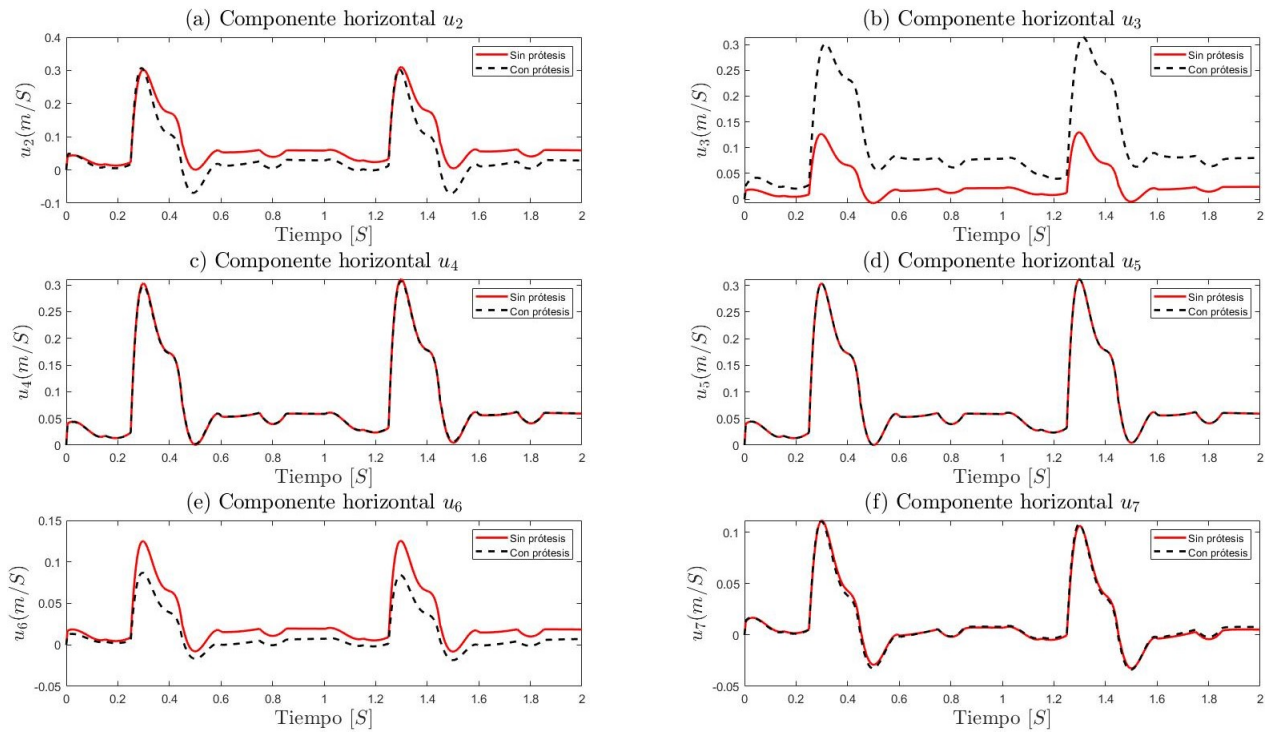 (a) Componente horizontal u₂
0.4
0.3
0.2
0.1
0
-0.1
u₂(m/S)
Sin prótesis
Con prótesis
0 0.2 0.4 0.6 0.8 1 1.2 1.4 1.6 1.8 2
Tiempo [S]
(b) Componente horizontal u₃
0.3
0.25
0.2
0.15
0.1
0.05
0
u₃(m/S)
Sin prótesis
Con prótesis
0 0.2 0.4 0.6 0.8 1 1.2 1.4 1.6 1.8 2
Tiempo [S]
c) Componente horizontal u₄
0.3
0.25
0.2
0.15
0.1
0.05
0
u₄(m/S)
Sin prótesis
Con prótesis
0 0.2 0.4 0.6 0.8 1 1.2 1.4 1.6 1.8 2
Tiempo [S]
(d) Componente horizontal u₅
0.3
0.25
0.2
0.15
0.1
0.05
0
u₅(m/S)
Sin prótesis
Con prótesis
0 0.2 0.4 0.6 0.8 1 1.2 1.4 1.6 1.8 2
Tiempo [S]
(e) Componente horizontal u₆
0.15
0.1
0.05
0
-0.05
u₆(m/S)
Sin prótesis
Con prótesis
0 0.2 0.4 0.6 0.8 1 1.2 1.4 1.6 1.8 2
Tiempo [S]
(f) Componente horizontal u₇
0.1
0.05
0
-0.05
u₇(m/S)
Sin prótesis
Con prótesis
0 0.2 0.4 0.6 0.8 1 1.2 1.4 1.6 1.8 2
Tiempo [S]